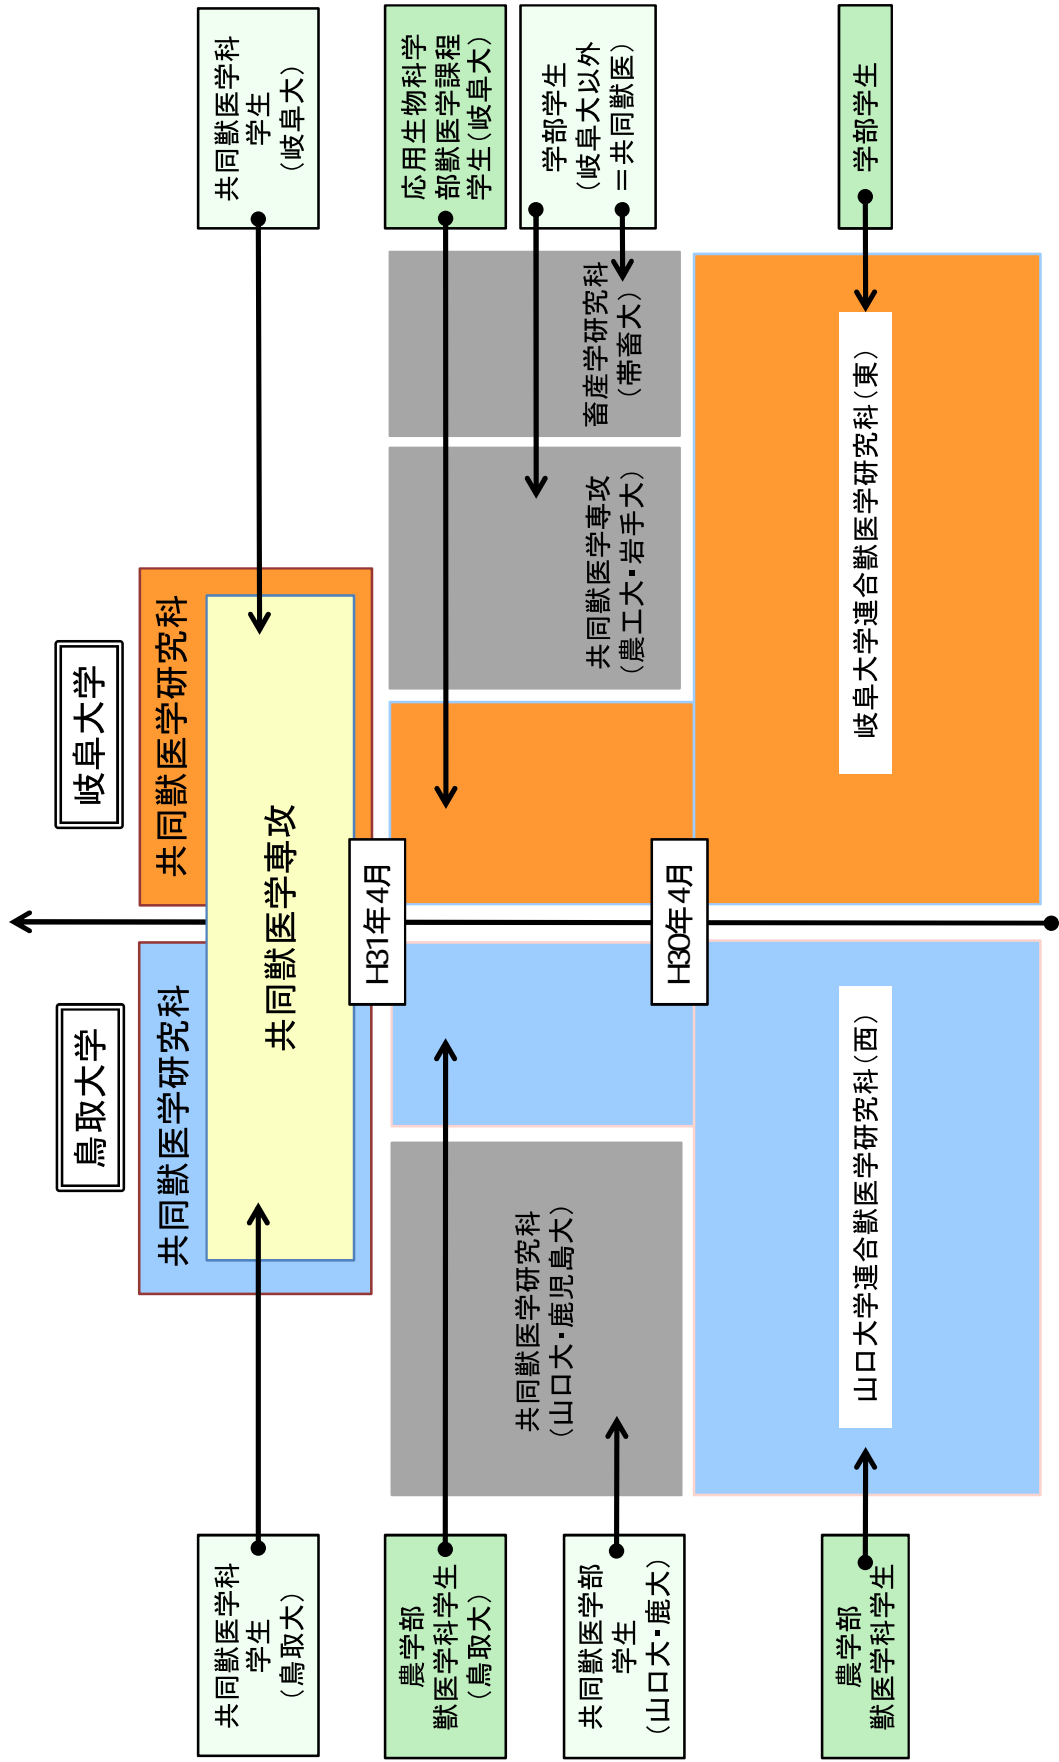 鳥取大学
岐阜大学
共同獣医学研究科
共同獣医学研究科
共同獣医学科
学生
（鳥取大）
共同獣医学専攻
共同獣医学科
学生
（岐阜大）
H31年4月
農学部
獣医学科学生
（鳥取大）
応用生物科学
部獣医学課程
学生（岐阜大）
共同獣医学研究科
（山口大・鹿児島大）
共同獣医学専攻
（農工大・岩手大）
畜産学研究科
（帯畜大）
学部学生
（岐阜大以外
＝共同獣医）
共同獣医学部
学生
（山口大・鹿大）
H30年4月
農学部
獣医学科学生
山口大学連合獣医学研究科（西）
岐阜大学連合獣医学研究科（東）
学部学生